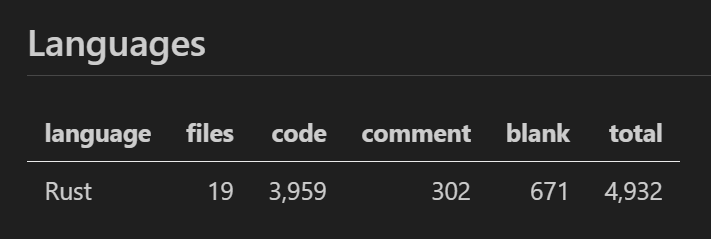 Languages
language files code comment blank total
Rust 19 3,959 302 671 4,932